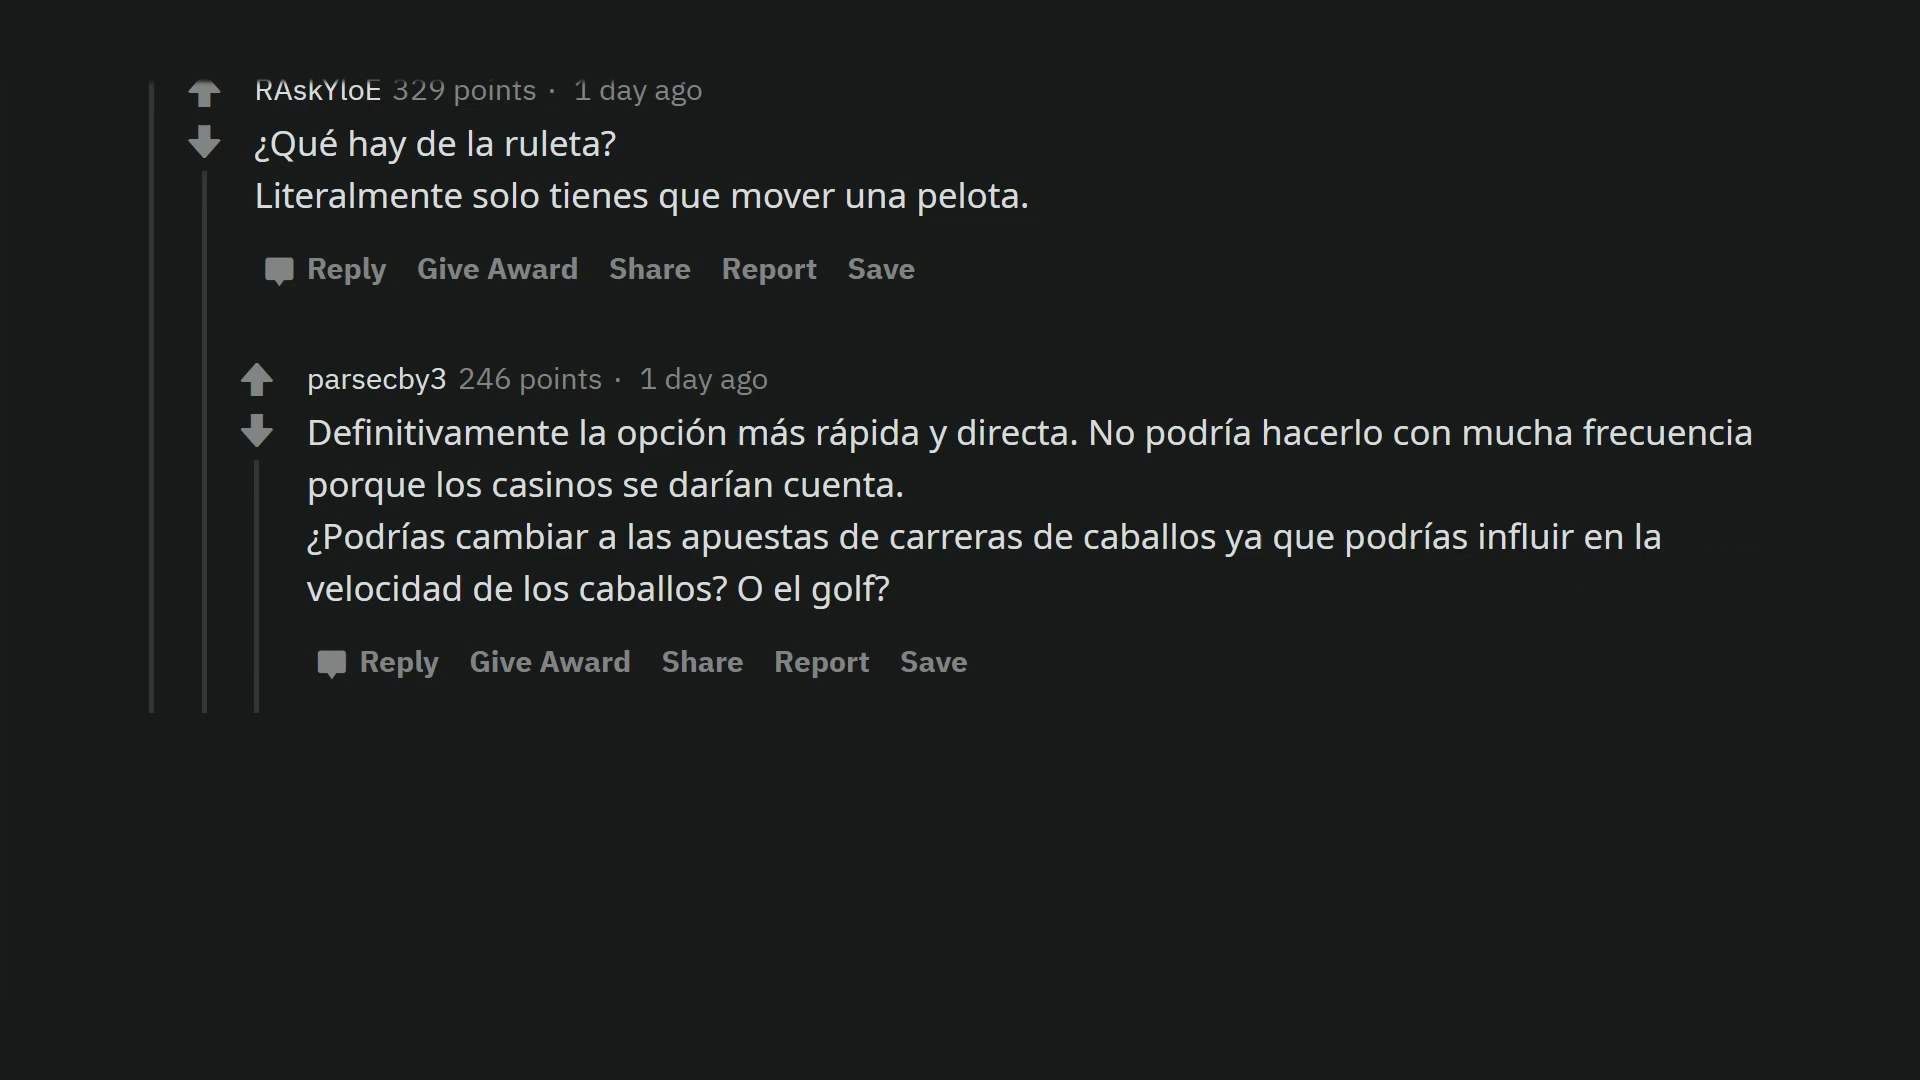 RAskYloE 329 points · 1 day ago
¿Qué hay de la ruleta?
Literalmente solo tienes que mover una pelota.
Reply Give Award Share Report Save
parsecby3 246 points · 1 day ago
Definitivamente la opción más rápida y directa. No podría hacerlo con mucha frecuencia
porque los casinos se darían cuenta.
¿Podrías cambiar a las apuestas de carreras de caballos ya que podrías influir en la
velocidad de los caballos? O el golf?
Reply Give Award Share Report Save